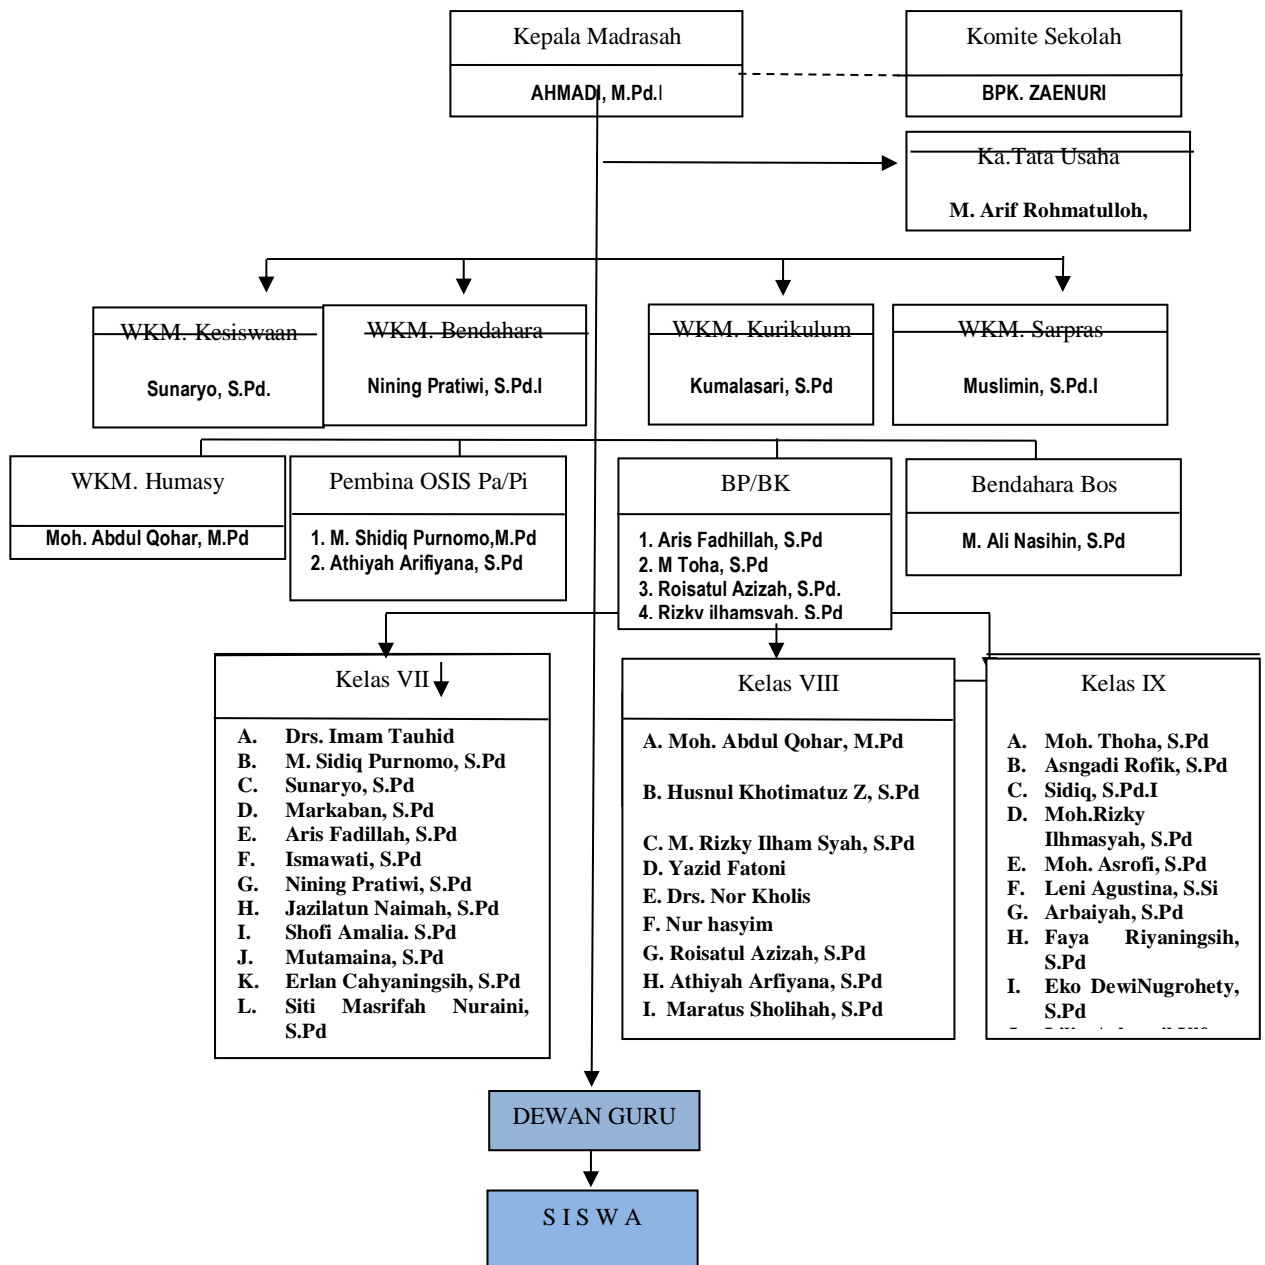 Kepala Madrasah
AHMADI, M.Pd.I
Komite Sekolah
BPK. ZAENURI
Ka.Tata Usaha
M. Arif Rohmatulloh,
WKM. Kesiswaan
Sunaryo, S.Pd.
WKM. Bendahara
Nining Pratiwi, S.Pd.I
WKM. Kurikulum
Kumalasari, S.Pd
WKM. Sarpras
Muslimin, S.Pd.I
WKM. Humasy
Moh. Abdul Qohar, M.Pd
Pembina OSIS Pa/Pi
1. M. Shidiq Purnomo,M.Pd
2. Athiyah Arifiyana, S.Pd
BP/BK
1. Aris Fadhillah, S.Pd
2. M Toha, S.Pd
3. Roisatul Azizah, S.Pd.
4. Rizky ilhamsyah, S.Pd
Bendahara Bos
M. Ali Nasihin, S.Pd
Kelas VII
A. Drs. Imam Tauhid
B. M. Sidiq Purnomo, S.Pd
C. Sunaryo, S.Pd
D. Markaban, S.Pd
E. Aris Fadillah, S.Pd
F. Ismawati, S.Pd
G. Nining Pratiwi, S.Pd
H. Jazilatun Naimah, S.Pd
I. Shofi Amalia. S.Pd
J. Mutamaina, S.Pd
K. Erlan Cahyaningsih, S.Pd
L. Siti Masrifah Nuraini,
S.Pd
Kelas VIII
A. Moh. Abdul Qohar, M.Pd
B. Husnul Khotimatuz Z, S.Pd
C. M. Rizky Ilham Syah, S.Pd
D. Yazid Fatoni
E. Drs. Nor Kholis
F. Nur hasyim
G. Roisatul Azizah, S.Pd
H. Athiyah Arfiyana, S.Pd
I. Maratus Sholihah, S.Pd
Kelas IX
A. Moh. Thoha, S.Pd
B. Asngadi Rofik, S.Pd
C. Sidiq, S.Pd.I
D. Moh.Rizky
Ilhmasyah, S.Pd
E. Moh. Asrofi, S.Pd
F. Leni Agustina, S.Si
G. Arbaiyah, S.Pd
H. Faya Riyaningsih,
S.Pd
I. Eko DewiNugrohety,
S.Pd
DEWAN GURU
S I S W A